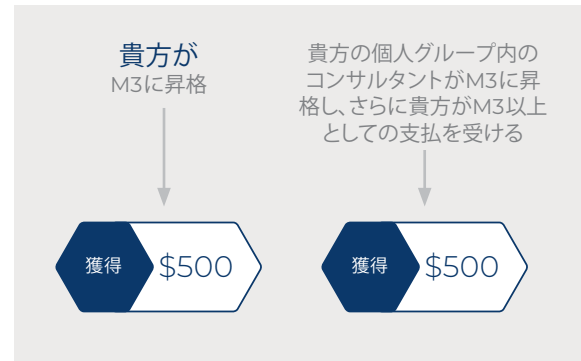 貴方が
M3に昇格
貴方の個人グループ内の
コンサルタントがM3に昇
格し、さらに貴方がM3以上
としての支払を受ける
獲得 $500
獲得 $500